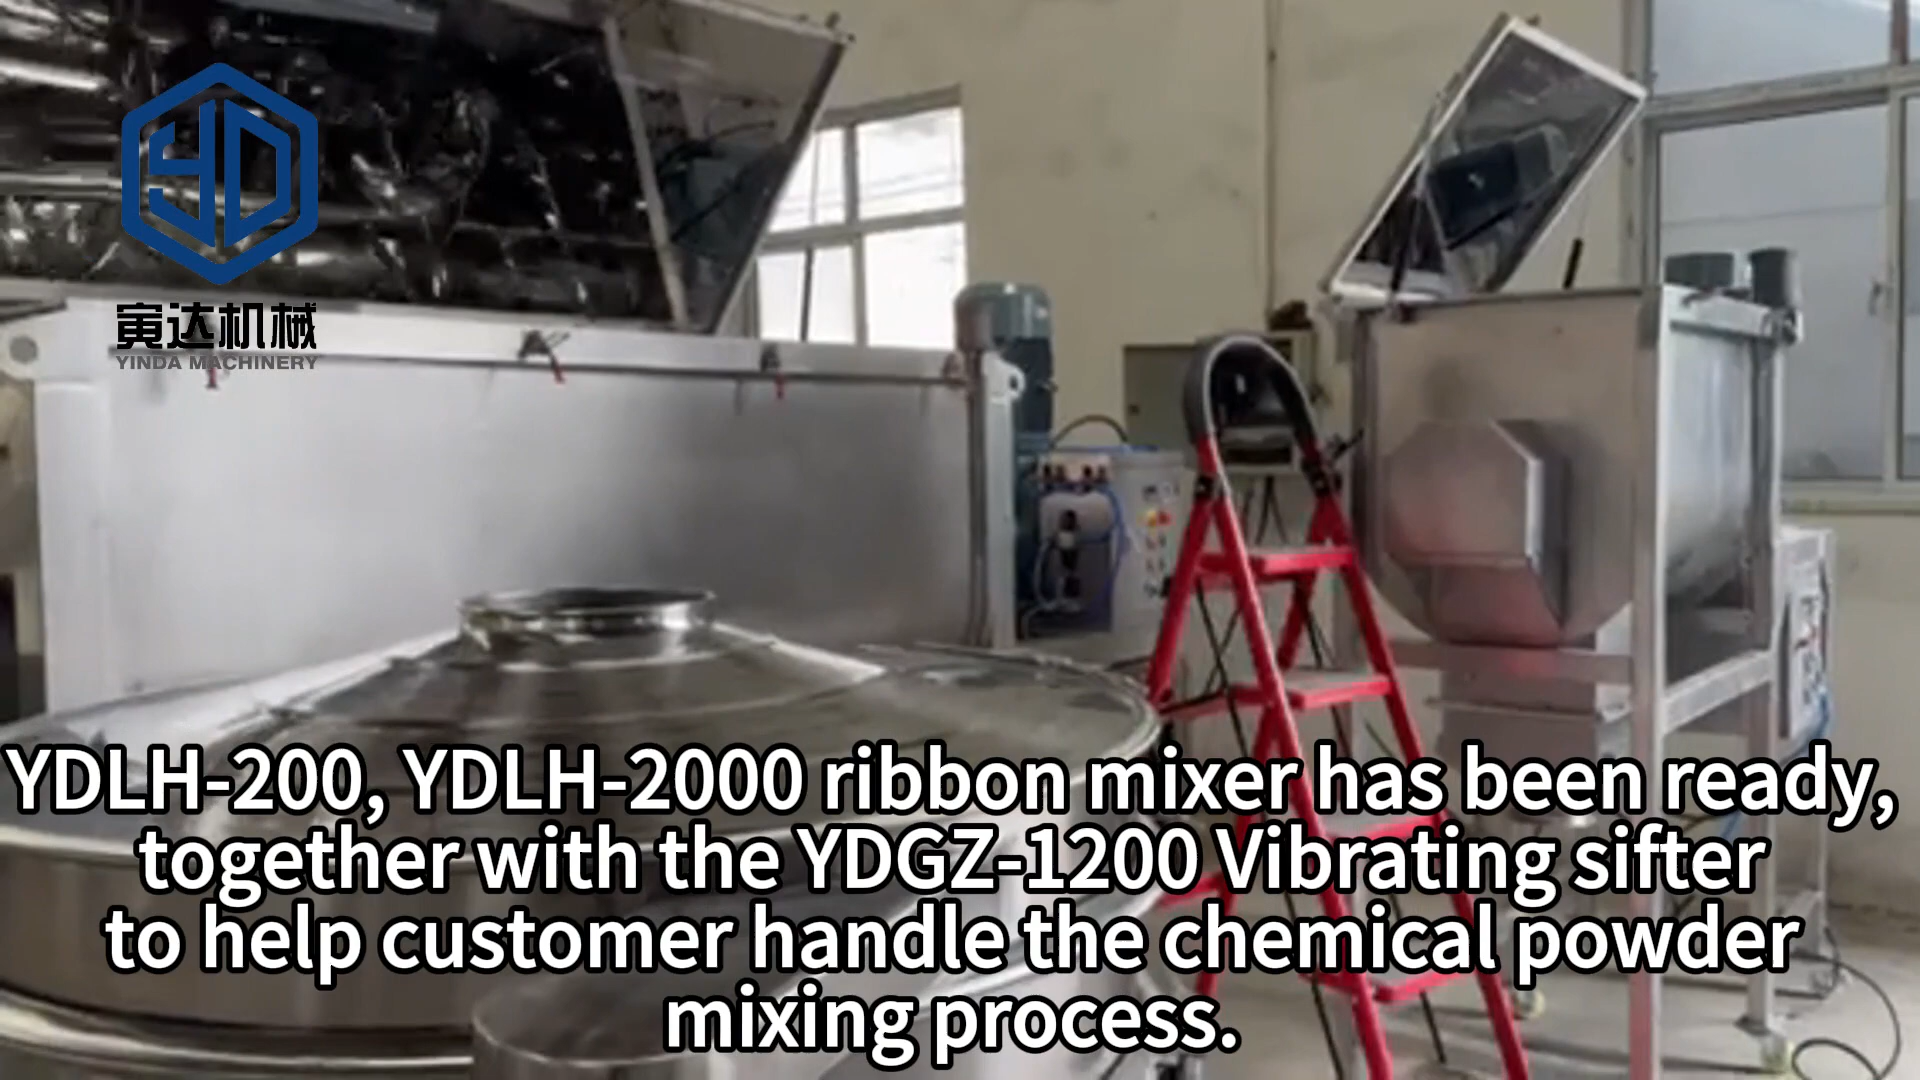 YD
寅达机械
YINDA MACHINERY
YDLH-200, YDLH-2000 ribbon mixer has been ready,
together with the YDGZ-1200 Vibrating sifter
to help customer handle the chemical powder
mixing process.